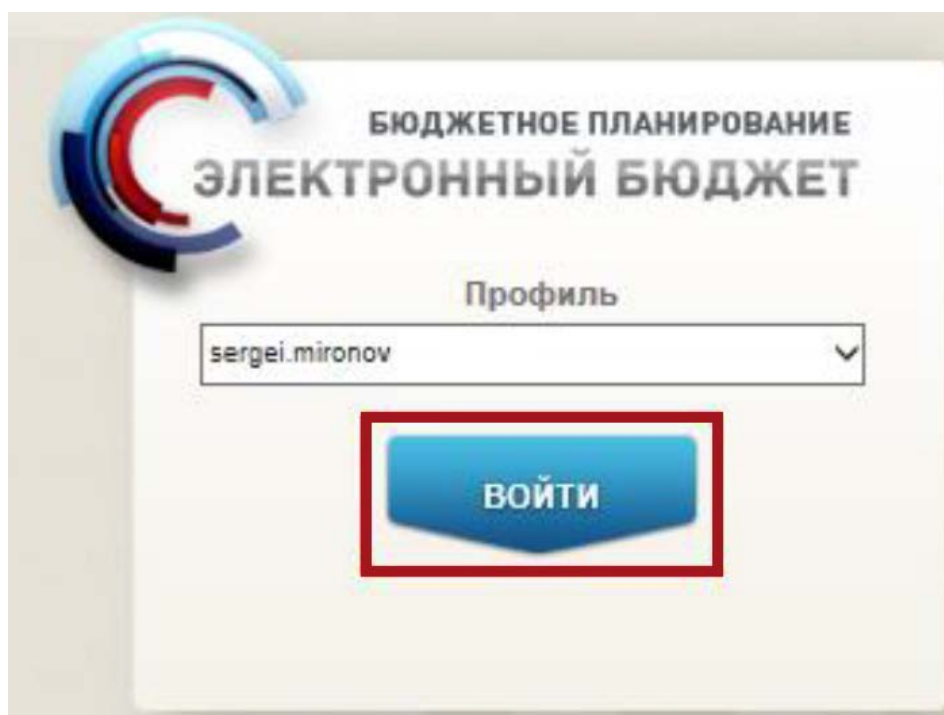 БЮДЖЕТНОЕ ПЛАНИРОВАНИЕ
ЭЛЕКТРОННЫЙ БЮДЖЕТ
Профиль
sergei.mironov
ВОЙТИ